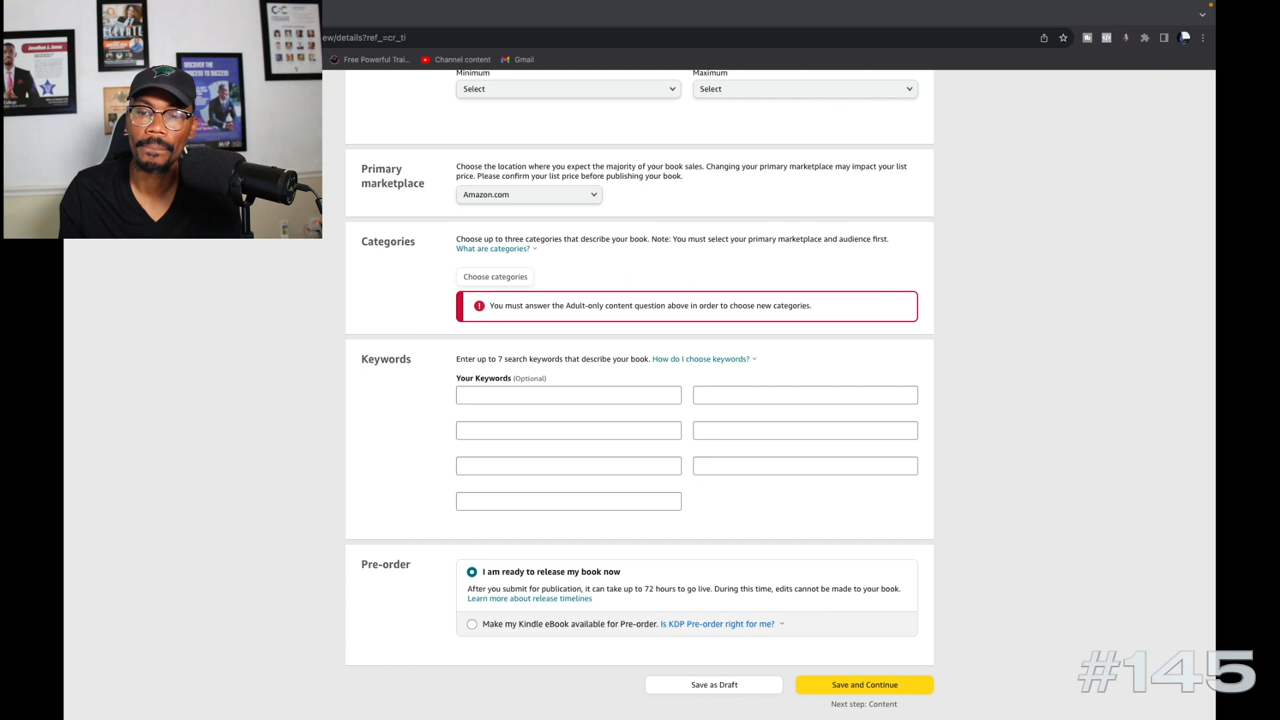 ew/details?ref_=cr_ti
Free Powerful Trai...
Channel content
Gmail
Jonathan J. Jones
ELEVATE
DISCOVER THE
PROCESS TO SUCCESS
Minimum
Maximum
Select
Select
Primary
marketplace
Choose the location where you expect the majority of your book sales. Changing your primary marketplace may impact your list
price. Please confirm your list price before publishing your book.
Amazon.com
Categories
Choose up to three categories that describe your book. Note: You must select your primary marketplace and audience first.
What are categories?
Choose categories
You must answer the Adult-only content question above in order to choose new categories.
Keywords
Enter up to 7 search keywords that describe your book. How do I choose keywords?
Your Keywords (Optional)
Pre-order
I am ready to release my book now
After you submit for publication, it can take up to 72 hours to go live. During this time, edits cannot be made to your book.
Learn more about release timelines
Make my Kindle eBook available for Pre-order. Is KDP Pre-order right for me?
Save as Draft
Save and Continue
Next step: Content
#145